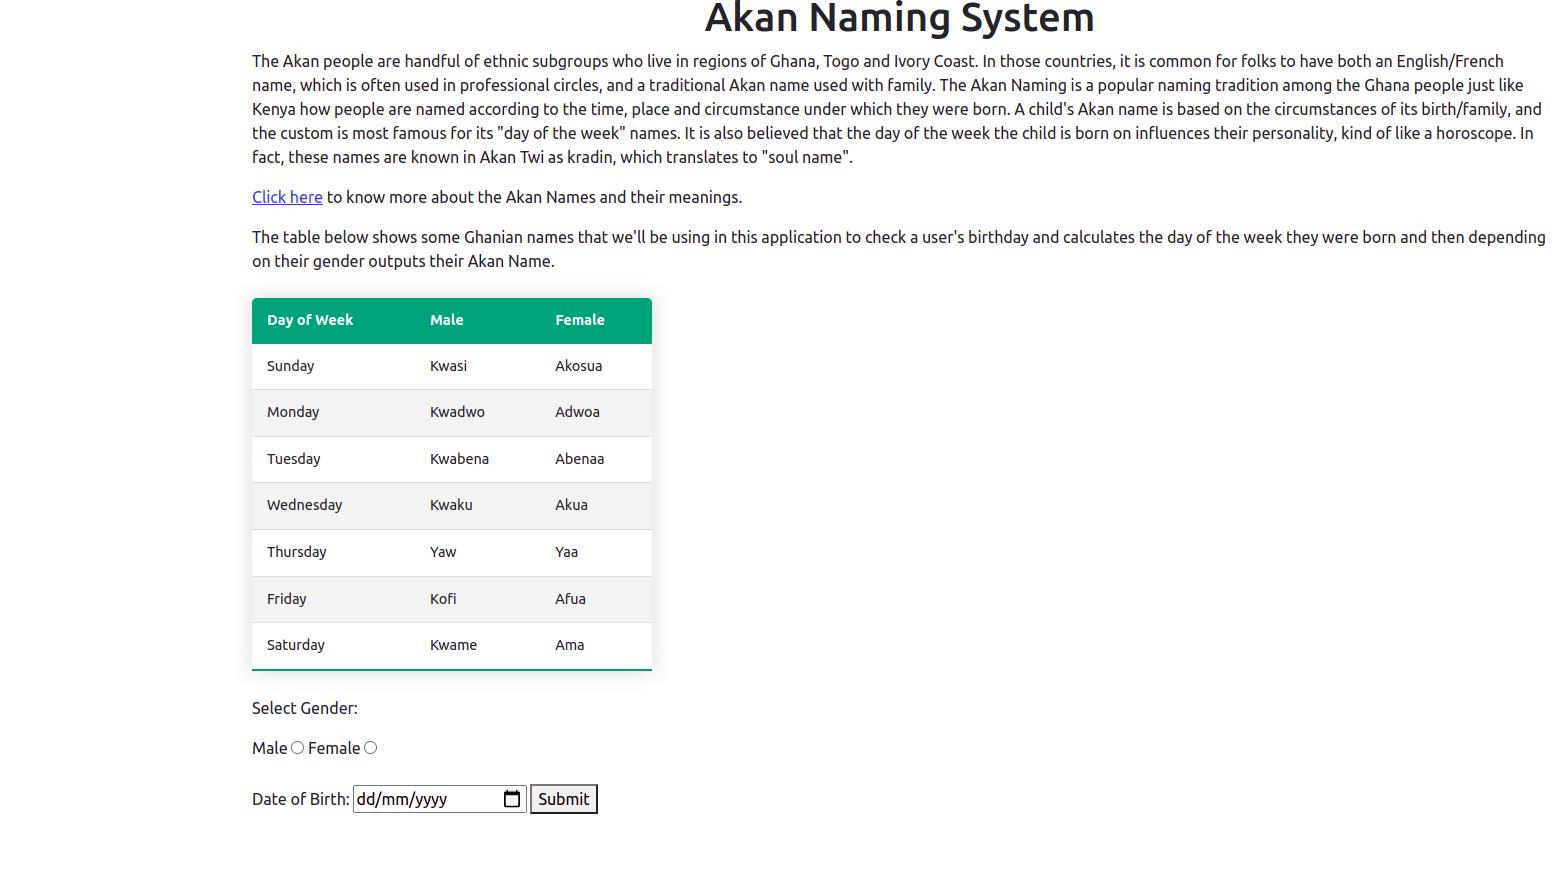 Akan Naming System
The Akan people are handful of ethnic subgroups who live in regions of Ghana, Togo and Ivory Coast. In those countries, it is common for folks to have both an English/French
name, which is often used in professional circles, and a traditional Akan name used with family. The Akan Naming is a popular naming tradition among the Ghana people just like
Kenya how people are named according to the time, place and circumstance under which they were born. A child's Akan name is based on the circumstances of its birth/family, and
the custom is most famous for its "day of the week" names. It is also believed that the day of the week the child is born on influences their personality, kind of like a horoscope. In
fact, these names are known in Akan Twi as kradin, which translates to "soul name".
Click here to know more about the Akan Names and their meanings.
The table below shows some Ghanian names that we'll be using in this application to check a user's birthday and calculates the day of the week they were born and then depending
on their gender outputs their Akan Name.
Day of Week Male Female
Sunday Kwasi Akosua
Monday Kwadwo Adwoa
Tuesday Kwabena Abenaa
Wednesday Kwaku Akua
Thursday Yaw Yaa
Friday Kofi Afua
Saturday Kwame Ama
Select Gender:
Male Female
Date of Birth: dd/mm/yyyy Submit